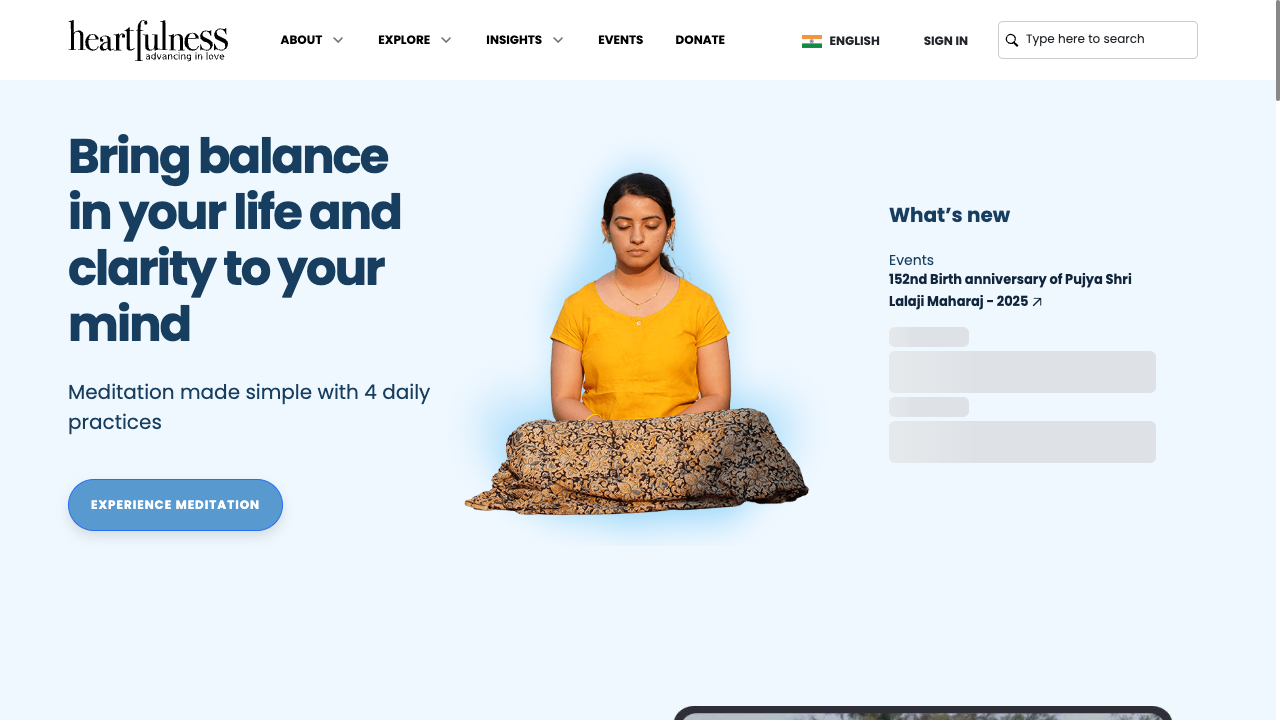 heartfulness
advancing in love
ABOUT
EXPLORE
INSIGHTS
EVENTS
DONATE
ENGLISH
SIGN IN
Type here to search
Bring balance
in your life and
clarity to your
mind
Meditation made simple with 4 daily
practices
EXPERIENCE MEDITATION
What's new
Events
152nd Birth anniversary of Pujya Shri
Lalaji Maharaj - 2025